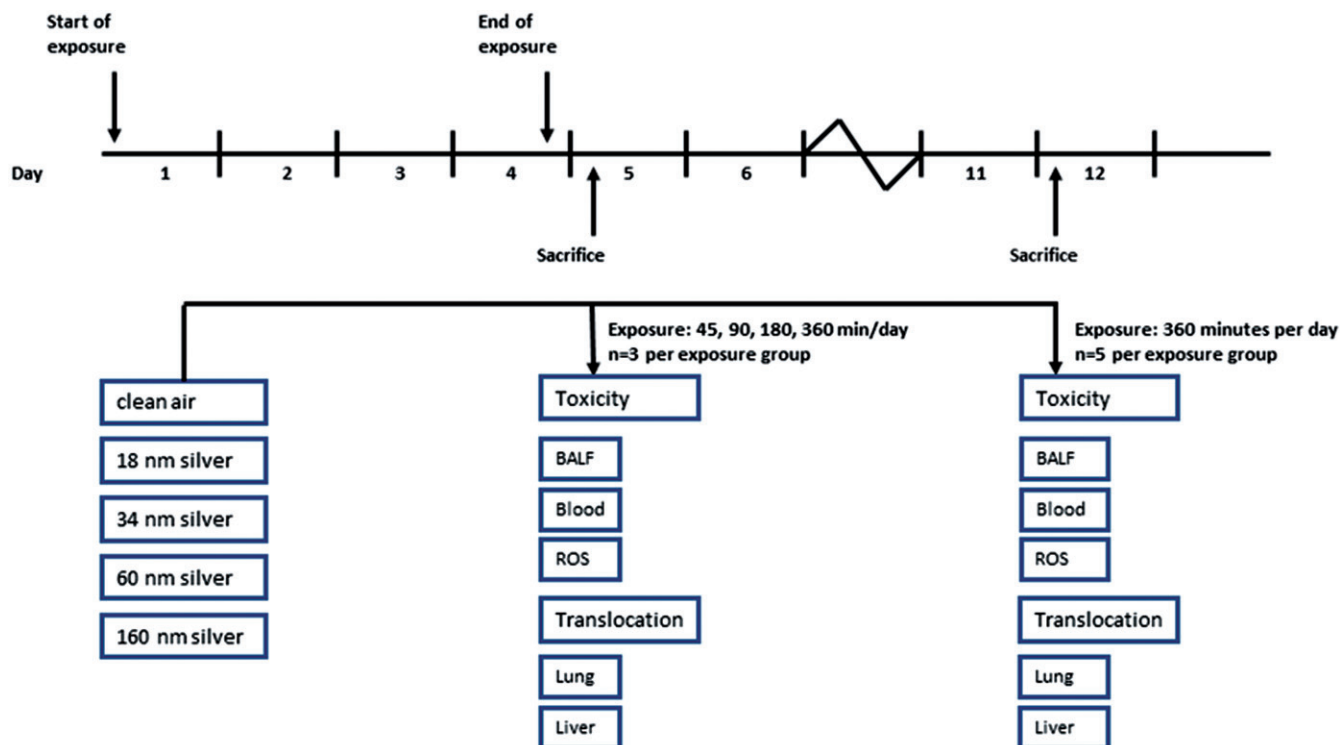 Start of
exposure
End of
exposure
Day
1
2
3
4
5
6
11
12
Sacrifice
Sacrifice
Exposure: 45, 90, 180, 360 min/day
n=3 per exposure group
Exposure: 360 minutes per day
n=5 per exposure group
clean air
18 nm silver
34 nm silver
60 nm silver
160 nm silver
Toxicity
BALF
Blood
ROS
Translocation
Lung
Liver
Toxicity
BALF
Blood
ROS
Translocation
Lung
Liver